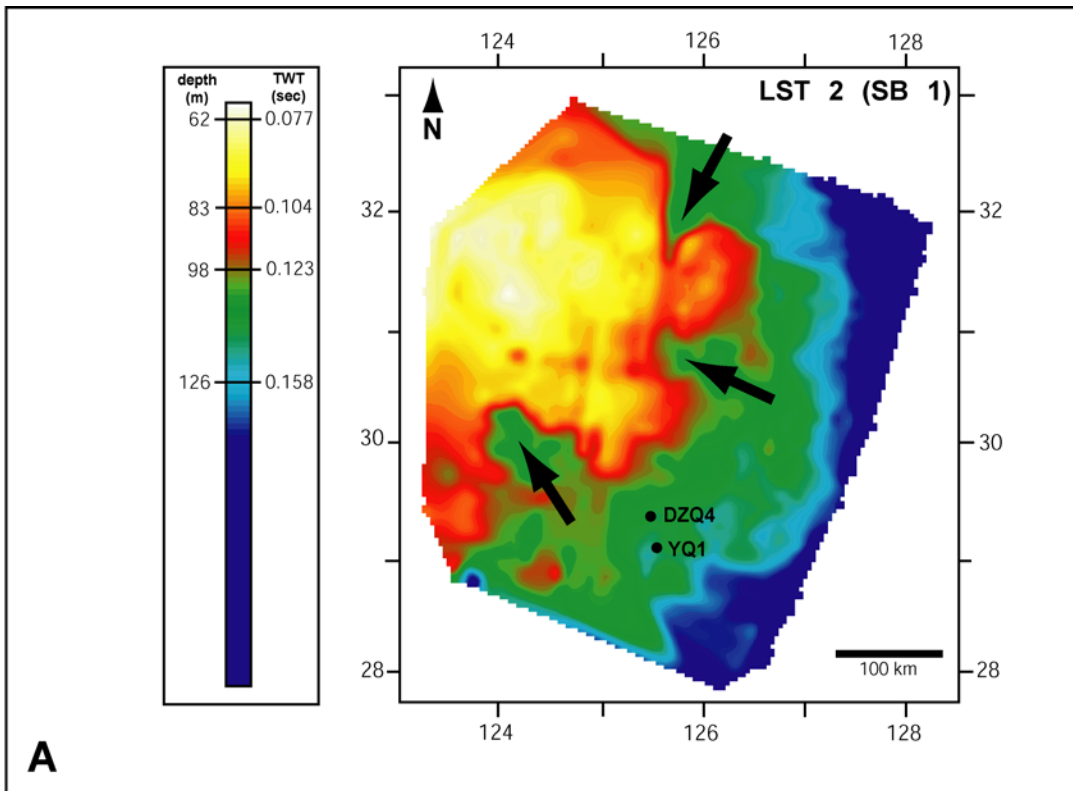 124 126 128
depth (m) TWT (sec)
62 0.077
83 0.104
98 0.123
126 0.158
N
LST 2 (SB 1)
32 32
30 30
DZQ4
YQ1
100 km
28 28
124 126 128
A